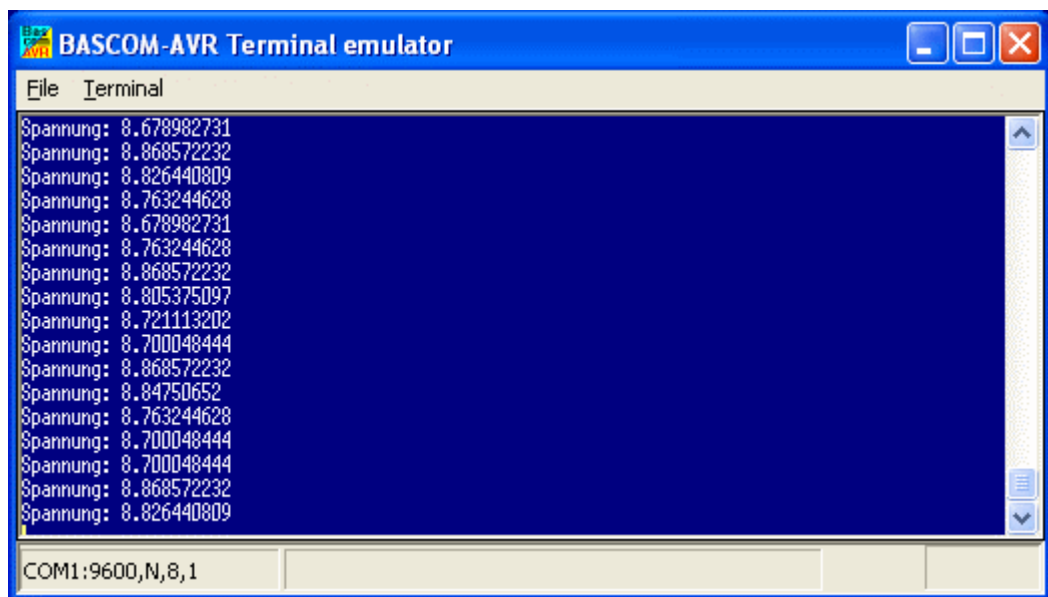 BASCOM-AVR Terminal emulator
File Terminal
Spannung: 8.678982731
Spannung: 8.868572232
Spannung: 8.826440809
Spannung: 8.763244628
Spannung: 8.678982731
Spannung: 8.763244628
Spannung: 8.868572232
Spannung: 8.805375097
Spannung: 8.721113202
Spannung: 8.700048444
Spannung: 8.868572232
Spannung: 8.84750652
Spannung: 8.763244628
Spannung: 8.700048444
Spannung: 8.700048444
Spannung: 8.868572232
Spannung: 8.826440809
COM1:9600,N,8,1